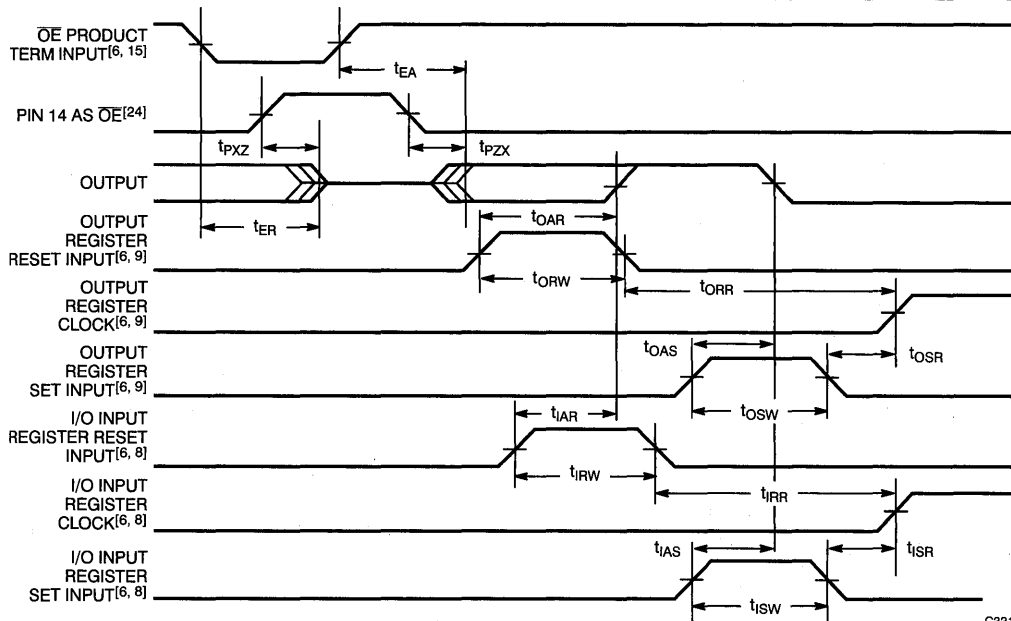 OE PRODUCT
TERM INPUT[6, 15]
tEA
PIN 14 AS OE[24]
tPXZ
tPZX
OUTPUT
tER
tOAR
OUTPUT
REGISTER
RESET INPUT[6, 9]
tORW
tORR
OUTPUT
REGISTER
CLOCK[6, 9]
tOAS
tOSR
OUTPUT
REGISTER
SET INPUT[6, 9]
tOSW
I/O INPUT
REGISTER RESET
INPUT[6, 8]
tIAR
tIRW
tIRR
I/O INPUT
REGISTER
CLOCK[6, 8]
tIAS
tISR
I/O INPUT
REGISTER
SET INPUT[6, 8]
tISW